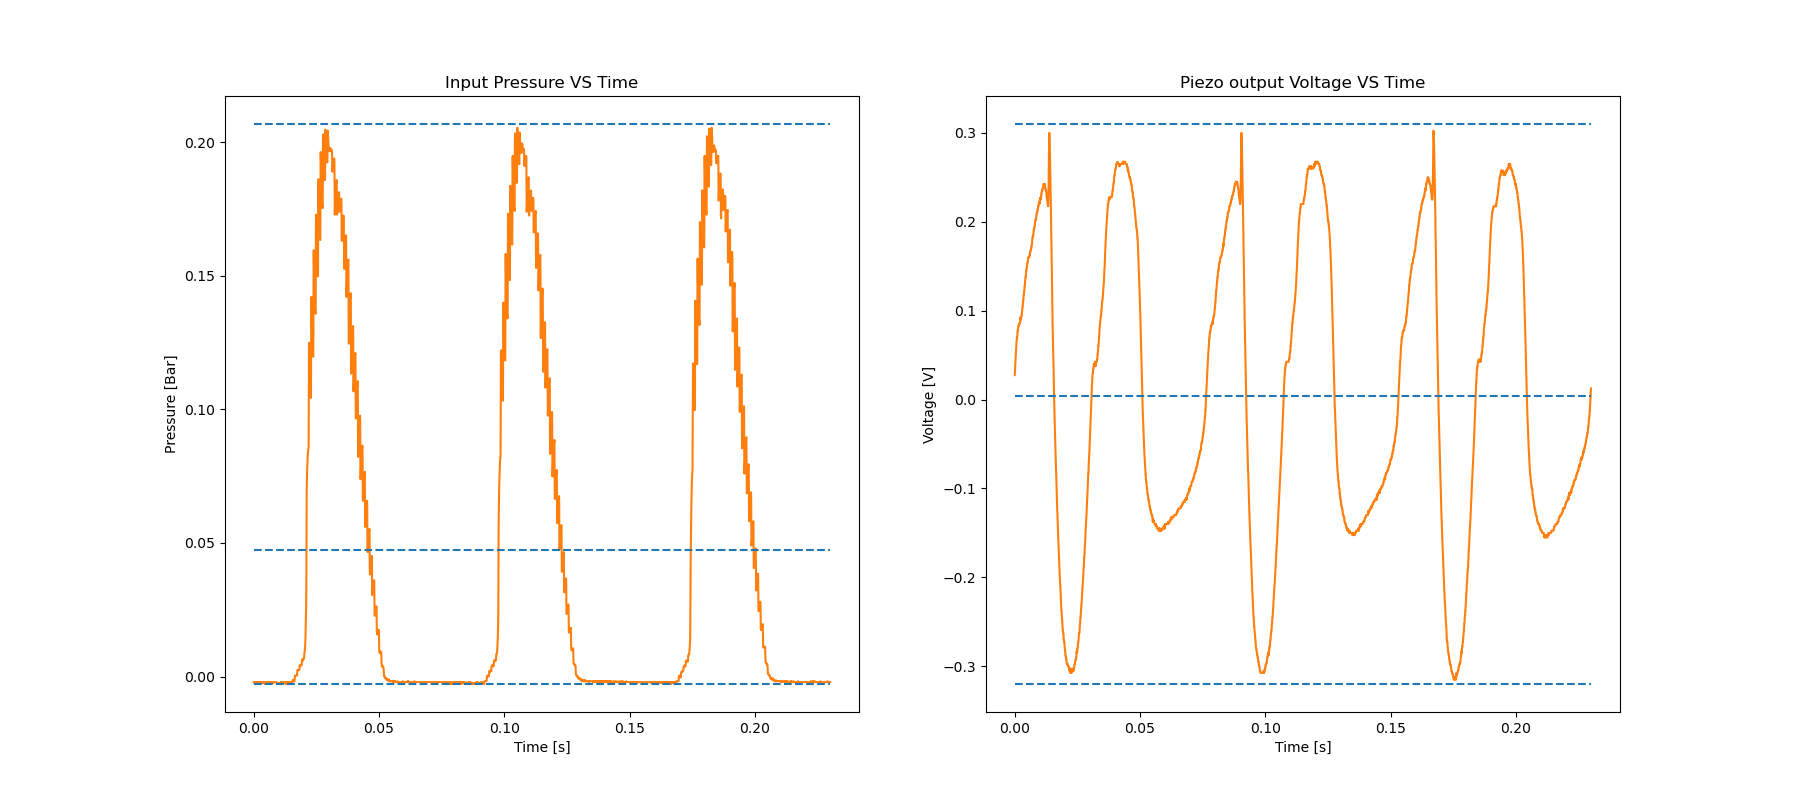 Input Pressure VS Time
Pressure [Bar]
0.20
0.15
0.10
0.05
0.00
0.00 0.05 0.10 0.15 0.20
Time [s]
Piezo output Voltage VS Time
Voltage [V]
0.3
0.2
0.1
0.0
−0.1
−0.2
−0.3
0.00 0.05 0.10 0.15 0.20
Time [s]